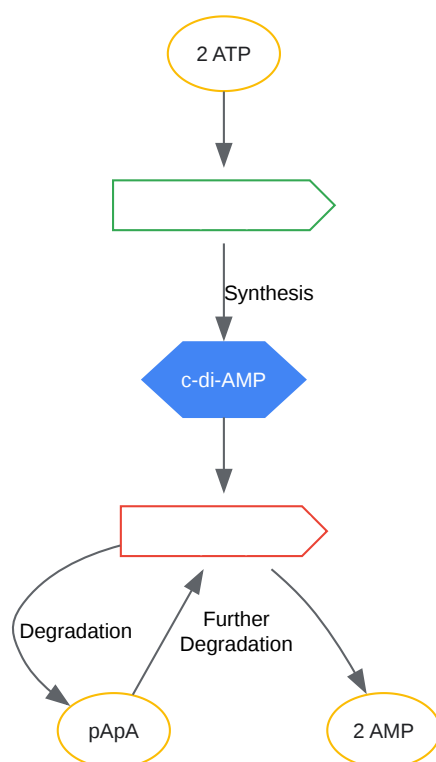 2 ATP
Synthesis
c-di-AMP
Degradation
Further
Degradation
pApA
2 AMP